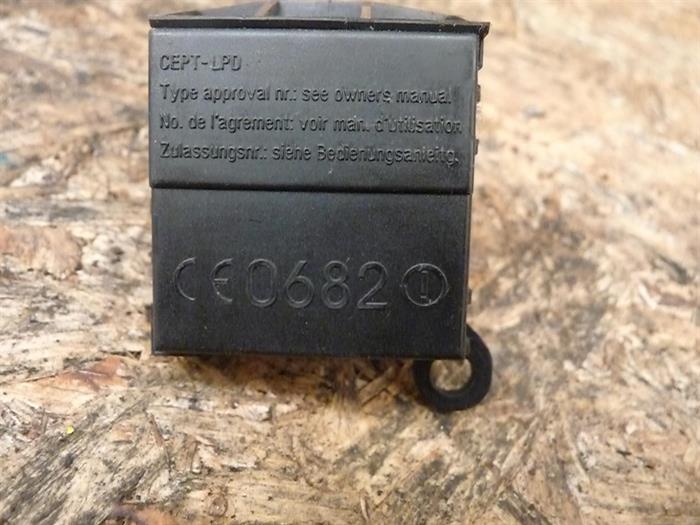 CEPT-LPD
Type approval nr.: see owners manual.
No. de l'agrement: voir man. d'utilisation.
Zulassungsnr.: siehe Bedienungsanleitg.
CE0682